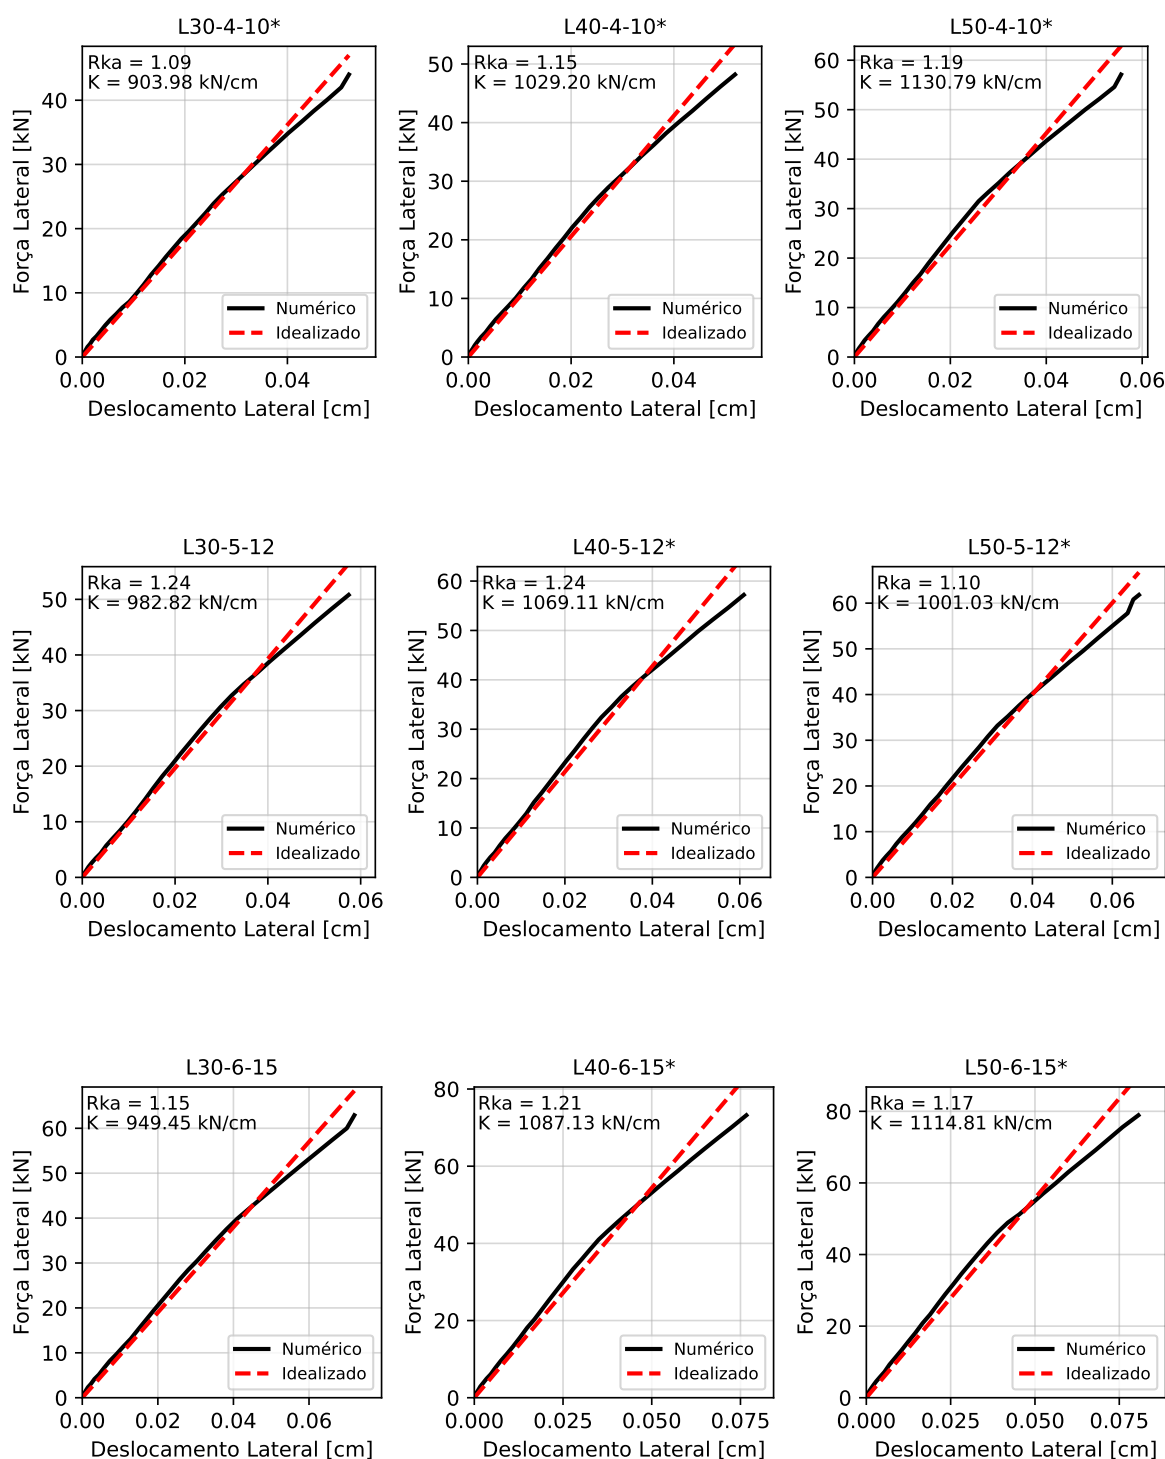 L30-4-10*
Rka = 1.09
K = 903.98 kN/cm
Força Lateral [kN]
0
10
20
30
40
0.00
0.02
0.04
Deslocamento Lateral [cm]
Numérico
Idealizado
L40-4-10*
Rka = 1.15
K = 1029.20 kN/cm
Força Lateral [kN]
0
10
20
30
40
50
0.00
0.02
0.04
Deslocamento Lateral [cm]
Numérico
Idealizado
L50-4-10*
Rka = 1.19
K = 1130.79 kN/cm
Força Lateral [kN]
0
10
20
30
40
50
60
0.00
0.02
0.04
0.06
Deslocamento Lateral [cm]
Numérico
Idealizado
L30-5-12
Rka = 1.24
K = 982.82 kN/cm
Força Lateral [kN]
0
10
20
30
40
50
0.00
0.02
0.04
0.06
Deslocamento Lateral [cm]
Numérico
Idealizado
L40-5-12*
Rka = 1.24
K = 1069.11 kN/cm
Força Lateral [kN]
0
10
20
30
40
50
60
0.00
0.02
0.04
0.06
Deslocamento Lateral [cm]
Numérico
Idealizado
L50-5-12*
Rka = 1.10
K = 1001.03 kN/cm
Força Lateral [kN]
0
10
20
30
40
50
60
0.00
0.02
0.04
0.06
Deslocamento Lateral [cm]
Numérico
Idealizado
L30-6-15
Rka = 1.15
K = 949.45 kN/cm
Força Lateral [kN]
0
10
20
30
40
50
60
0.00
0.02
0.04
0.06
Deslocamento Lateral [cm]
Numérico
Idealizado
L40-6-15*
Rka = 1.21
K = 1087.13 kN/cm
Força Lateral [kN]
0
20
40
60
80
0.000
0.025
0.050
0.075
Deslocamento Lateral [cm]
Numérico
Idealizado
L50-6-15*
Rka = 1.17
K = 1114.81 kN/cm
Força Lateral [kN]
0
20
40
60
80
0.000
0.025
0.050
0.075
Deslocamento Lateral [cm]
Numérico
Idealizado